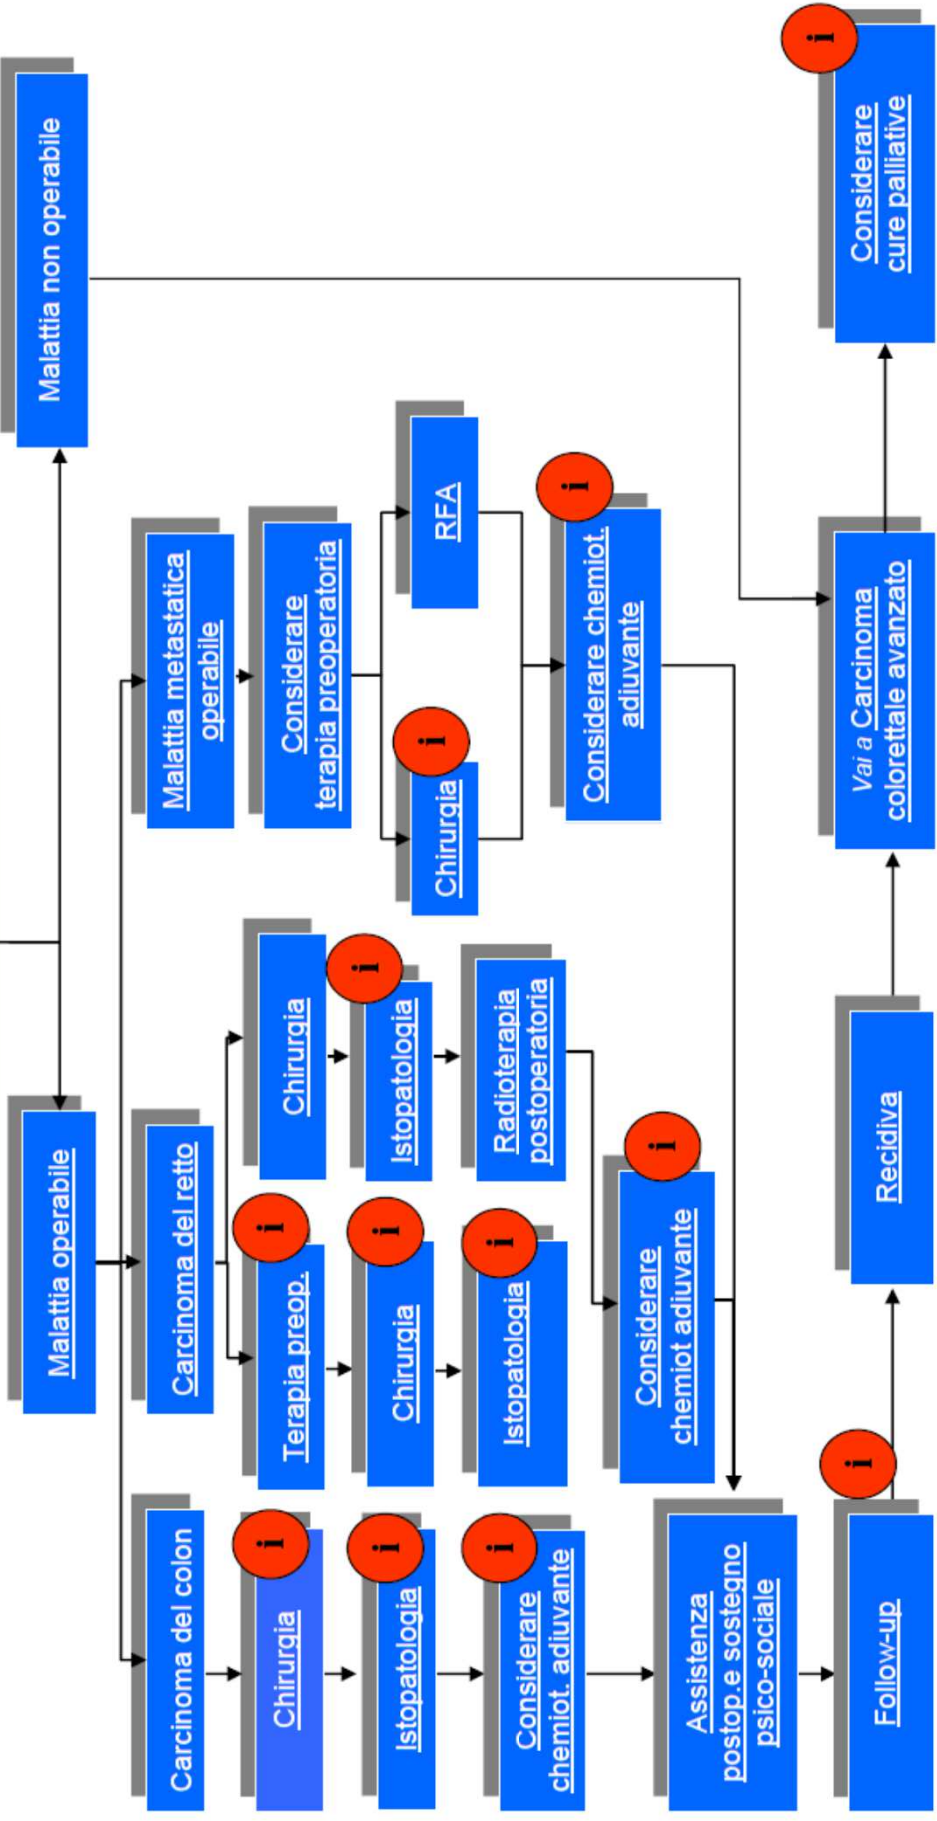 Malattia operabile
Malattia non operabile
Carcinoma del colon
Carcinoma del retto
Malattia metastatica
operabile
Chirurgia
i
Terapia preop.
i
Chirurgia
Considerare
terapia preoperatoria
Istopatologia
i
Chirurgia
i
Istopatologia
i
Chirurgia
i
RFA
Considerare
chemiot. adiuvante
i
Istopatologia
i
Radioterapia
postoperatoria
Considerare chemiot.
adiuvante
i
Considerare
chemiot adiuvante
i
Assistenza
postop.e sostegno
psico-sociale
Follow-up
i
Recidiva
Vai a Carcinoma
colorettale avanzato
Considerare
cure palliative
i